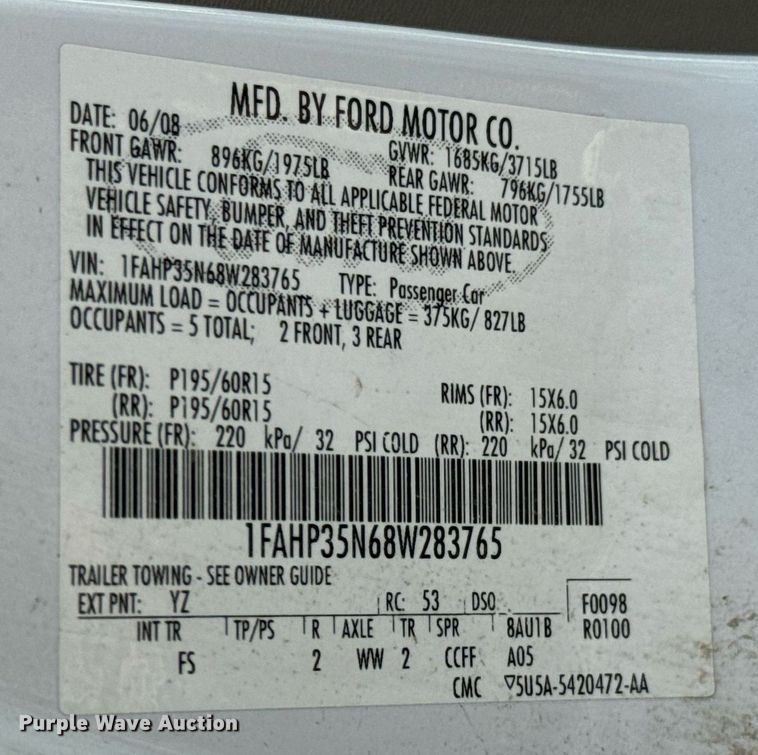 MFD. BY FORD MOTOR CO.
DATE: 06/08 GVWR: 1685KG/3715LB
FRONT GAWR: 896KG/1975LB REAR GAWR: 796KG/1755LB
THIS VEHICLE CONFORMS TO ALL APPLICABLE FEDERAL MOTOR
VEHICLE SAFETY, BUMPER, AND THEFT PREVENTION STANDARDS
IN EFFECT ON THE DATE OF MANUFACTURE SHOWN ABOVE.
VIN: 1FAHP35N68W283765 TYPE: Passenger Car
MAXIMUM LOAD = OCCUPANTS + LUGGAGE = 375KG/ 827LB
OCCUPANTS = 5 TOTAL; 2 FRONT, 3 REAR
TIRE (FR): P195/60R15 RIMS (FR): 15X6.0
(RR): P195/60R15 (RR): 15X6.0
PRESSURE (FR): 220 kPa/ 32 PSI COLD (RR): 220 kPa/ 32 PSI COLD
1FAHP35N68W283765
TRAILER TOWING - SEE OWNER GUIDE
EXT PNT: YZ RC: 53 DSO: F0098
INT TR TP/PS R AXLE TR SPR 8AU1B R0100
FS 2 WW 2 CCFF A05
CMC ▽5U5A-5420472-AA
Purple Wave Auction